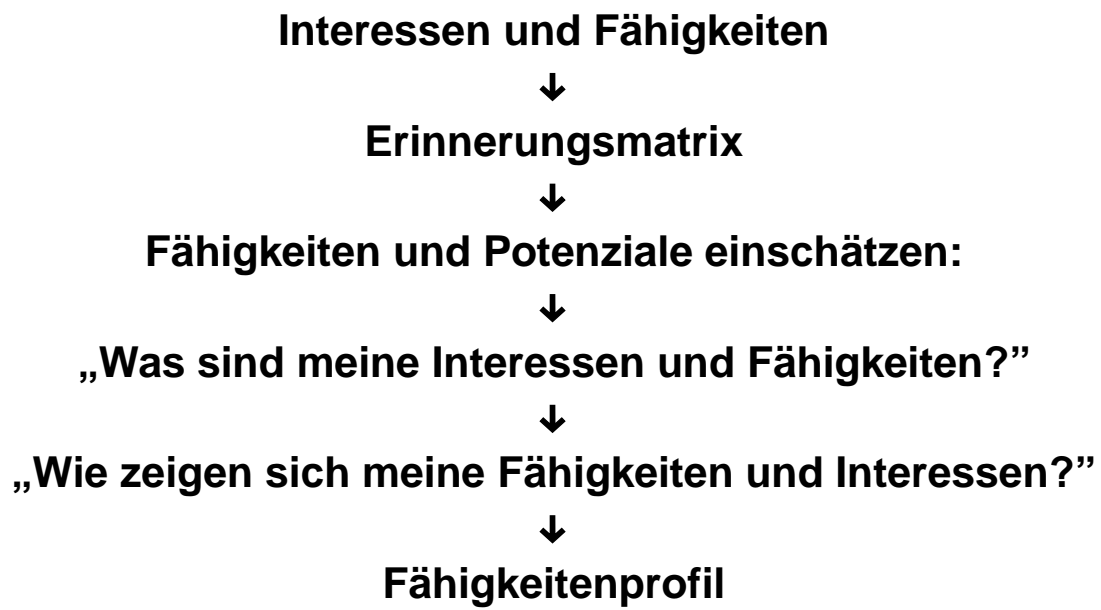 Interessen und Fähigkeiten
↓
Erinnerungsmatrix
↓
Fähigkeiten und Potenziale einschätzen:
↓
„Was sind meine Interessen und Fähigkeiten?”
↓
„Wie zeigen sich meine Fähigkeiten und Interessen?”
↓
Fähigkeitenprofil